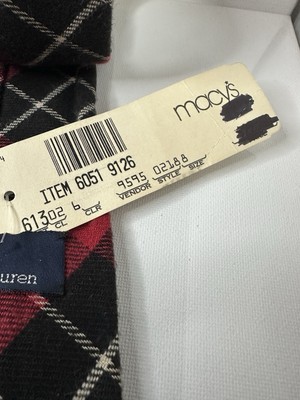 macy's
ITEM 6051 9126
61302 6 9595 02188
CL CLR VENDOR STYLE SIZE
uren